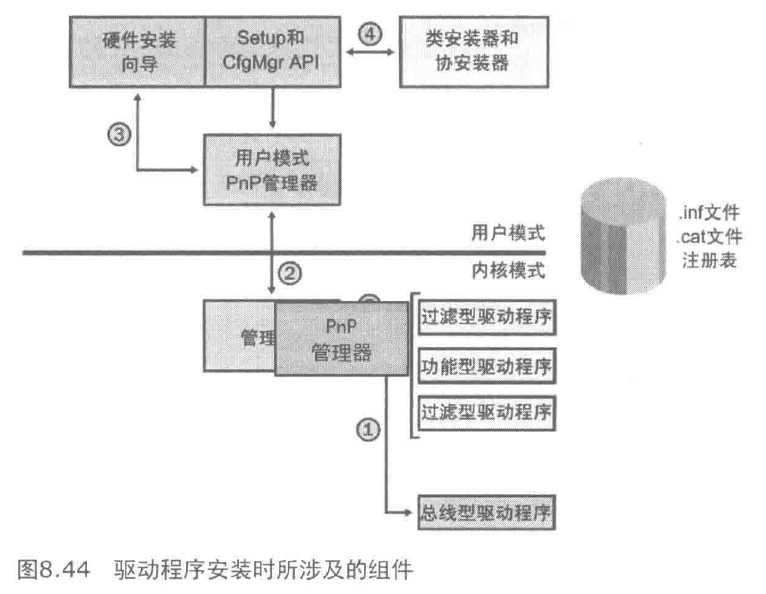 硬件安装
向导
Setup和
CfgMgr API
④
类安装器和
协安装器
③
用户模式
PnP管理器
用户模式
.inf文件
.cat文件
注册表
内核模式
②
管理
PnP
管理器
过滤型驱动程序
功能型驱动程序
过滤型驱动程序
①
总线型驱动程序
图8.44 驱动程序安装时所涉及的组件